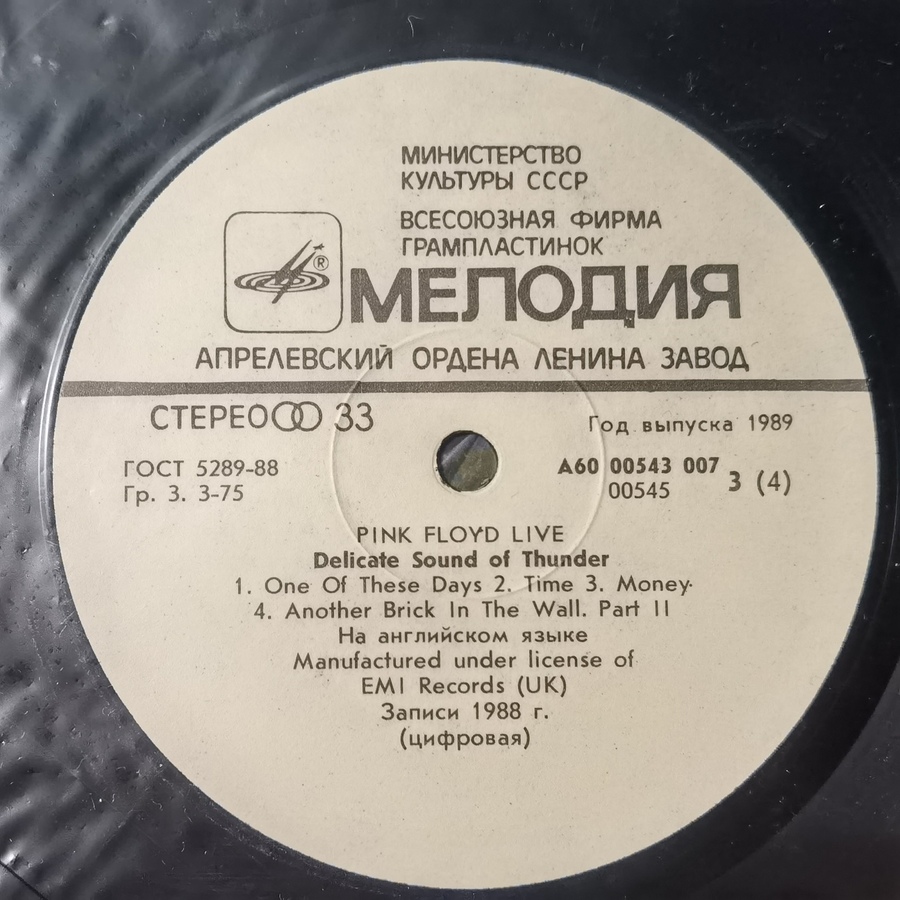 МИНИСТЕРСТВО
КУЛЬТУРЫ СССР
ВСЕСОЮЗНАЯ ФИРМА
ГРАМПЛАСТИНОК
®
МЕЛОДИЯ
АПРЕЛЕВСКИЙ ОРДЕНА ЛЕНИНА ЗАВОД
СТЕРЕО 33
Год выпуска 1989
ГОСТ 5289-88
Гр. 3. 3-75
А60 00543 007
00545
3 (4)
PINK FLOYD LIVE
Delicate Sound of Thunder
1. One Of These Days 2. Time 3. Money
4. Another Brick In The Wall. Part II
На английском языке
Manufactured under license of
EMI Records (UK)
Записи 1988 г.
(цифровая)